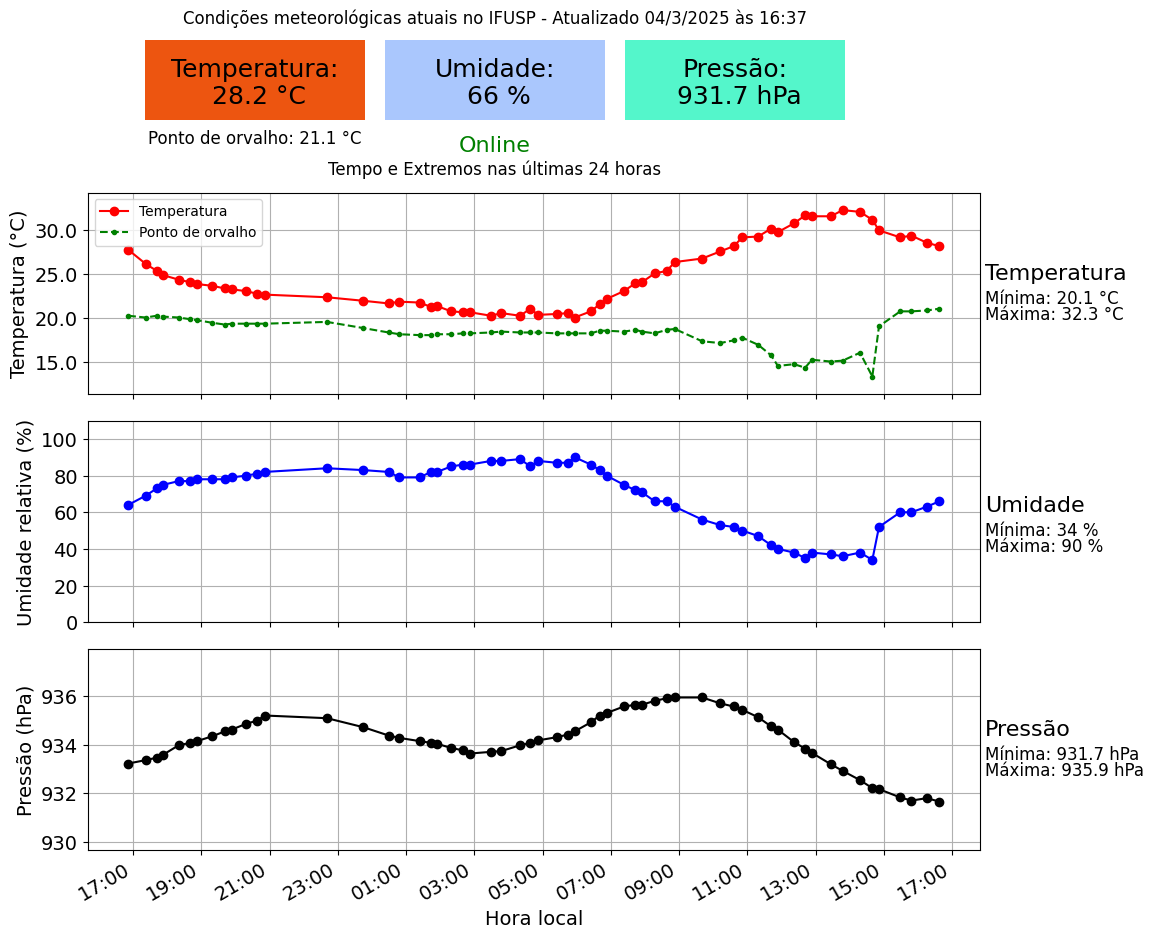 Condições meteorológicas atuais no IFUSP - Atualizado 04/3/2025 às 16:37
Temperatura:
28.2 °C
Umidade:
66 %
Pressão:
931.7 hPa
Ponto de orvalho: 21.1 °C
Online
Tempo e Extremos nas últimas 24 horas
Temperatura (°C)
30.0
25.0
20.0
15.0
Temperatura
Ponto de orvalho
Temperatura
Mínima: 20.1 °C
Máxima: 32.3 °C
Umidade relativa (%)
100
80
60
40
20
0
Umidade
Mínima: 34 %
Máxima: 90 %
Pressão (hPa)
936
934
932
930
Pressão
Mínima: 931.7 hPa
Máxima: 935.9 hPa
17:00 19:00 21:00 23:00 01:00 03:00 05:00 07:00 09:00 11:00 13:00 15:00 17:00
Hora local